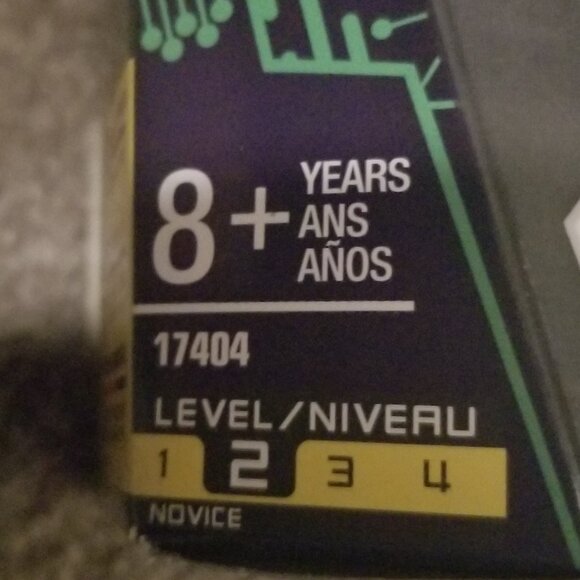 8+ YEARS
ANS
AÑOS
17404
LEVEL/NIVEAU
1 2 3 4
NOVICE